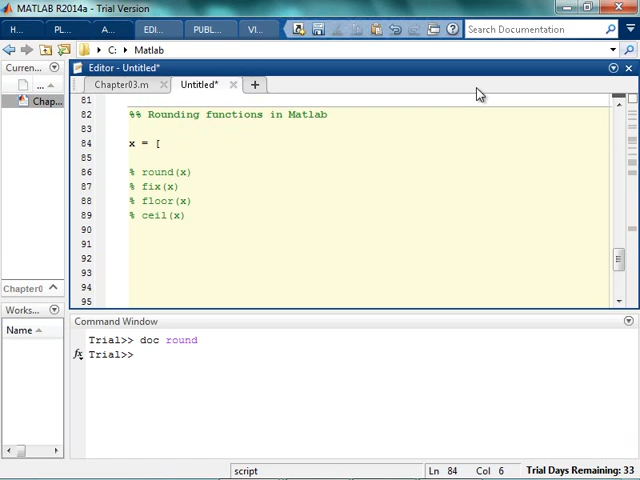 MATLAB R2014a - Trial Version
H... PL... A... EDI... PUBL... VI... Search Documentation
C: Matlab
Curren... Editor - Untitled*
... Chapter03.m Untitled*
Chap...
81
82 %% Rounding functions in Matlab
83
84 x = [
85
86 % round(x)
87 % fix(x)
88 % floor(x)
89 % ceil(x)
90
91
92
93
94
95
Chapter0
Works...
Name
Command Window
Trial>> doc round
fx Trial>>
script Ln 84 Col 6 Trial Days Remaining: 33